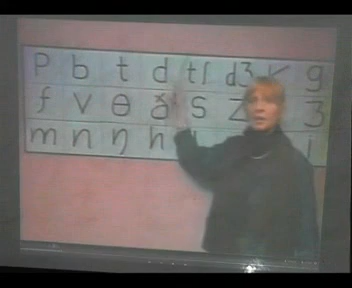 p b t d tʃ dʒ k g
f v θ ð s z ʒ
m n ŋ h j